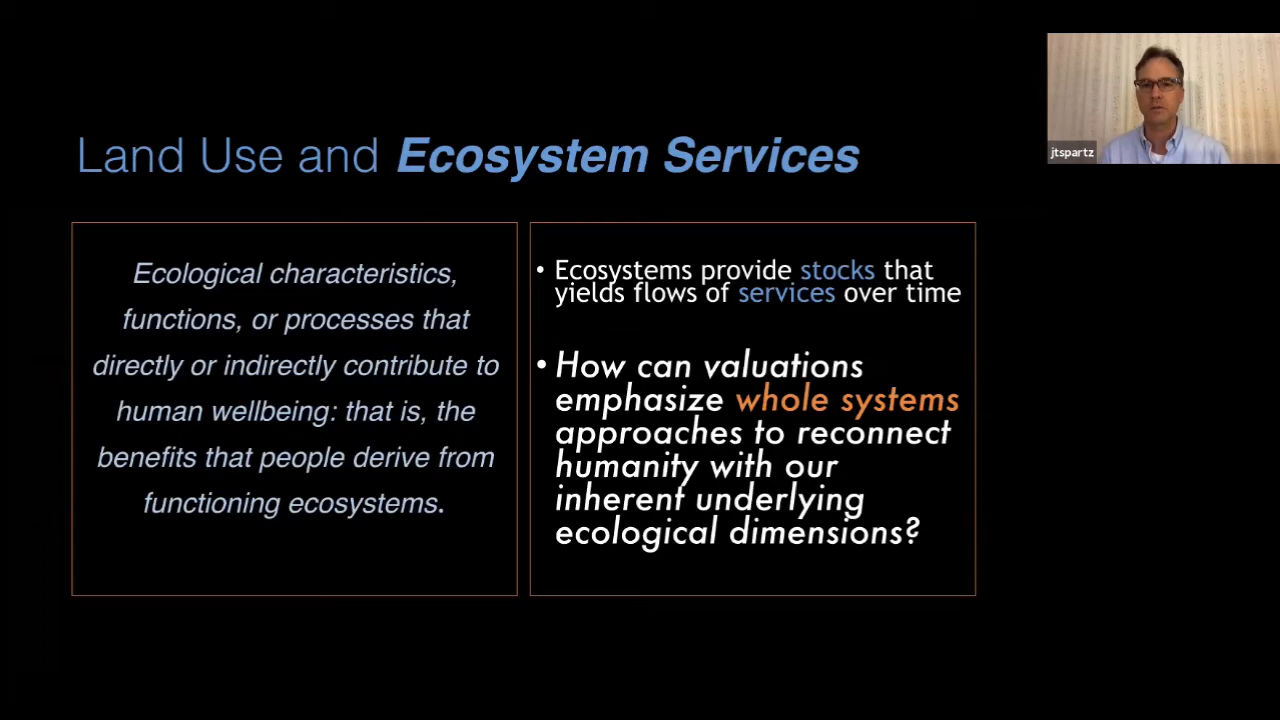 Land Use and Ecosystem Services
Ecological characteristics,
functions, or processes that
directly or indirectly contribute to
human wellbeing: that is, the
benefits that people derive from
functioning ecosystems.
• Ecosystems provide stocks that
yields flows of services over time
• How can valuations
emphasize whole systems
approaches to reconnect
humanity with our
inherent underlying
ecological dimensions?
jtspartz